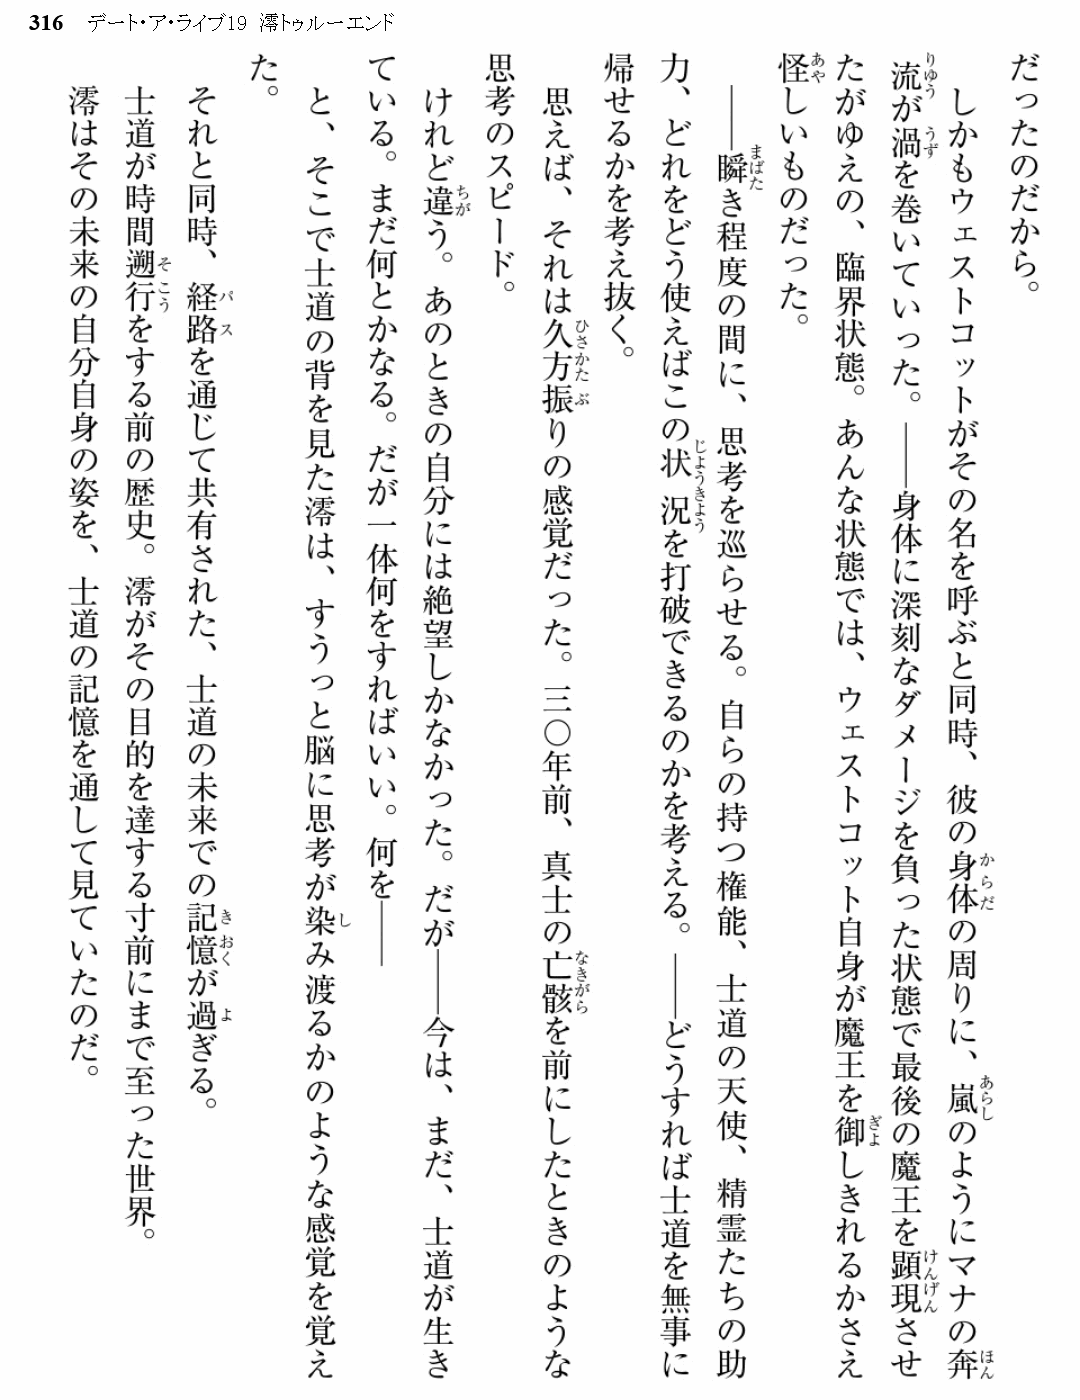 316　デート・ア・ライブ19　澪トゥルーエンド
だったのだから。
　しかもウェストコットがその名を呼ぶと同時、彼の身体の周りに、嵐のようにマナの奔
流が渦を巻いていった。――身体に深刻なダメージを負った状態で最後の魔王を顕現させ
たがゆえの、臨界状態。あんな状態では、ウェストコット自身が魔王を御しきれるかさえ
怪しいものだった。
　――瞬き程度の間に、思考を巡らせる。自らの持つ権能、士道の天使、精霊たちの助
力、どれをどう使えばこの状況を打破できるのかを考える。――どうすれば士道を無事に
帰せるかを考え抜く。
　思えば、それは久方振りの感覚だった。三〇年前、真士の亡骸を前にしたときのような
思考のスピード。
　けれど違う。あのときの自分には絶望しかなかった。だが――今は、まだ、士道が生き
ている。まだ何とかなる。だが一体何をすればいい。何を――
　と、そこで士道の背を見た澪は、すうっと脳に思考が染み渡るかのような感覚を覚え
た。
　それと同時、経路を通じて共有された、士道の未来での記憶が過ぎる。
　士道が時間遡行をする前の歴史。澪がその目的を達する寸前にまで至った世界。
　澪はその未来の自分自身の姿を、士道の記憶を通して見ていたのだ。